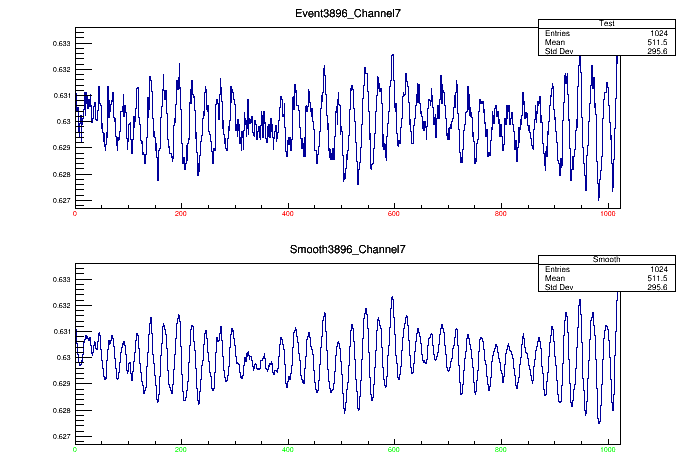 Event3896_Channel7
Test
Entries 1024
Mean 511.5
Std Dev 295.6
0.633
0.632
0.631
0.63
0.629
0.628
0.627
0 200 400 600 800 1000
Smooth3896_Channel7
Smooth
Entries 1024
Mean 511.5
Std Dev 295.6
0.633
0.632
0.631
0.63
0.629
0.628
0.627
0 200 400 600 800 1000